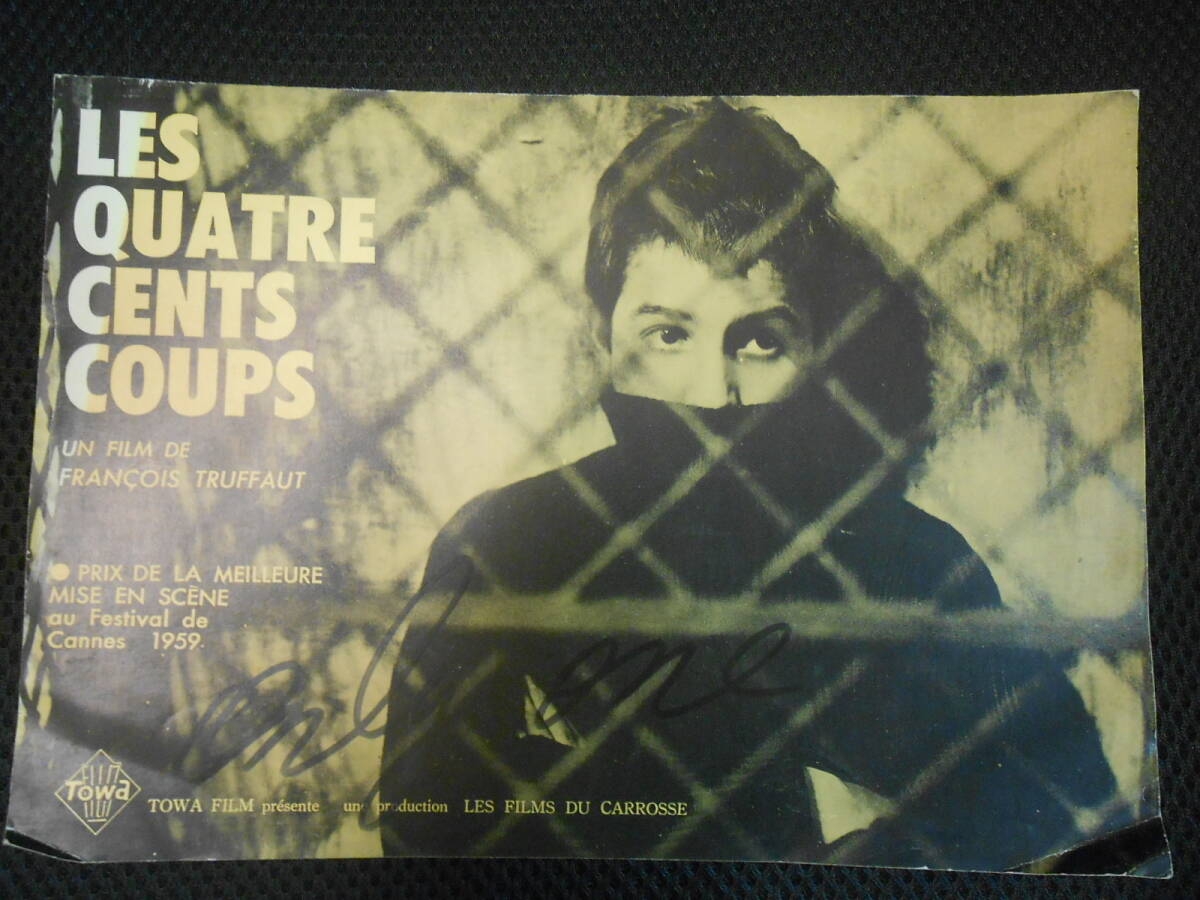 LES
QUATRE
CENTS
COUPS
UN FILM DE
FRANÇOIS TRUFFAUT
● PRIX DE LA MEILLEURE
MISE EN SCÈNE
au Festival de
Cannes 1959.
TOWA
TOWA FILM présente une production LES FILMS DU CARROSSE